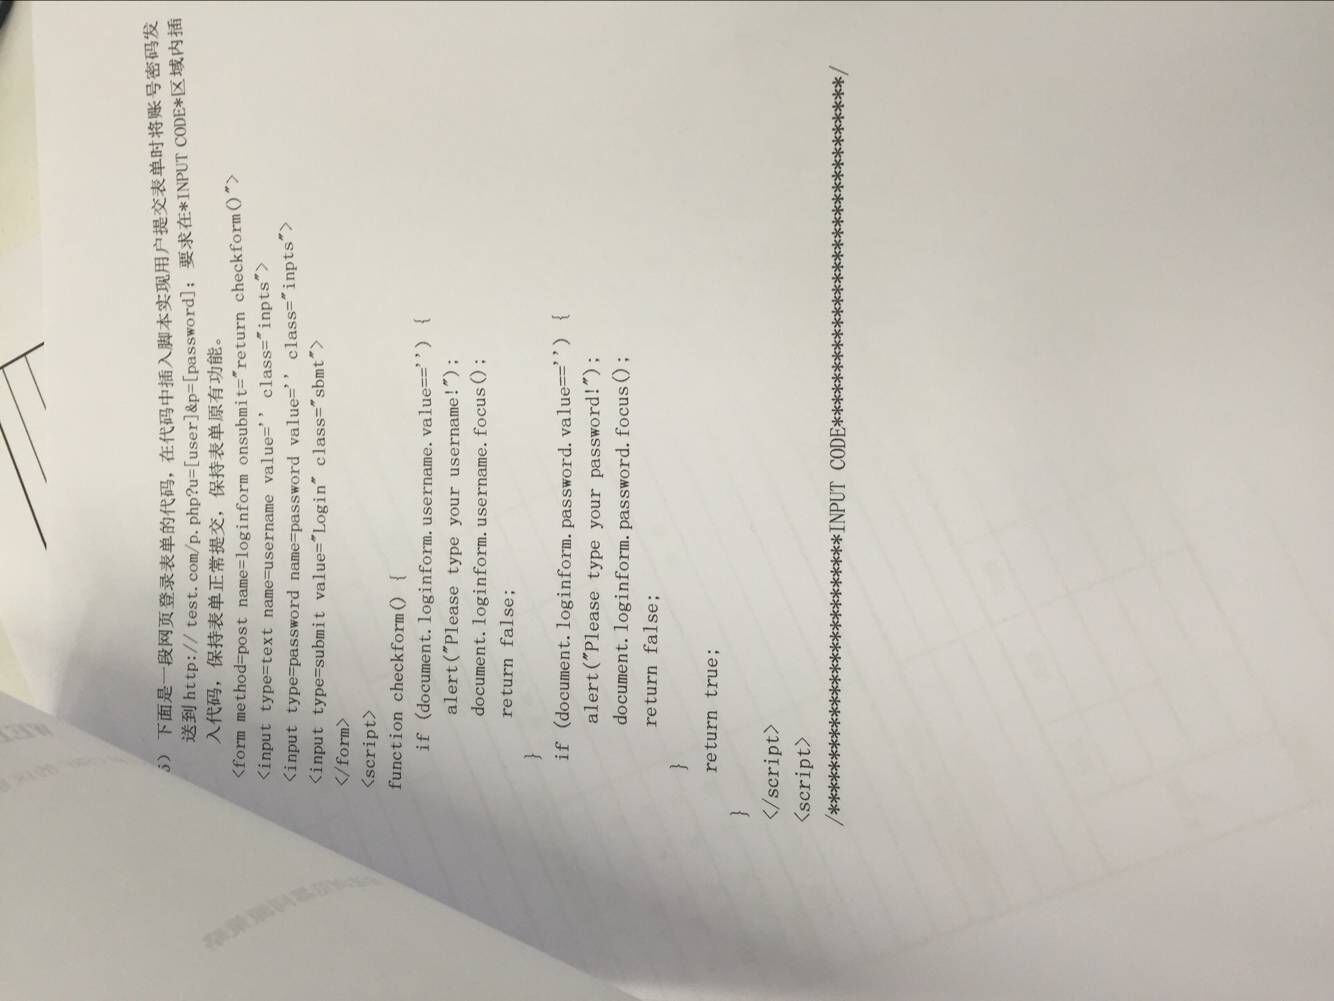 5） 下面是一段网页登录表单的代码，在代码中插入脚本实现用户提交表单时将账号密码发
送到 http:// test.com/p.php?u=[user]&p=[password]；要求在*INPUT CODE*区域内插
入代码，保持表单正常提交，保持表单原有功能。
<form method=post name=loginform onsubmit="return checkform()">
<input type=text name=username value='' class="inpts">
<input type=password name=password value='' class="inpts">
<input type=submit value="Login" class="sbmt">
</form>
<script>
function checkform() {
if (document.loginform.username.value=='') {
alert("Please type your username!");
document.loginform.username.focus();
return false;
}
if (document.loginform.password.value=='') {
alert("Please type your password!");
document.loginform.password.focus();
return false;
}
return true;
}
</script>
<script>
/****************************INPUT CODE************************************/